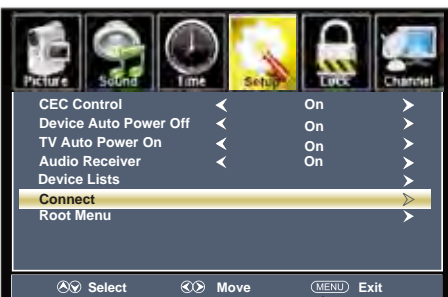 Picture Sound Time Setup Lock Channel
CEC Control On
Device Auto Power Off On
TV Auto Power On On
Audio Receiver On
Device Lists
Connect
Root Menu
Select Move MENU Exit